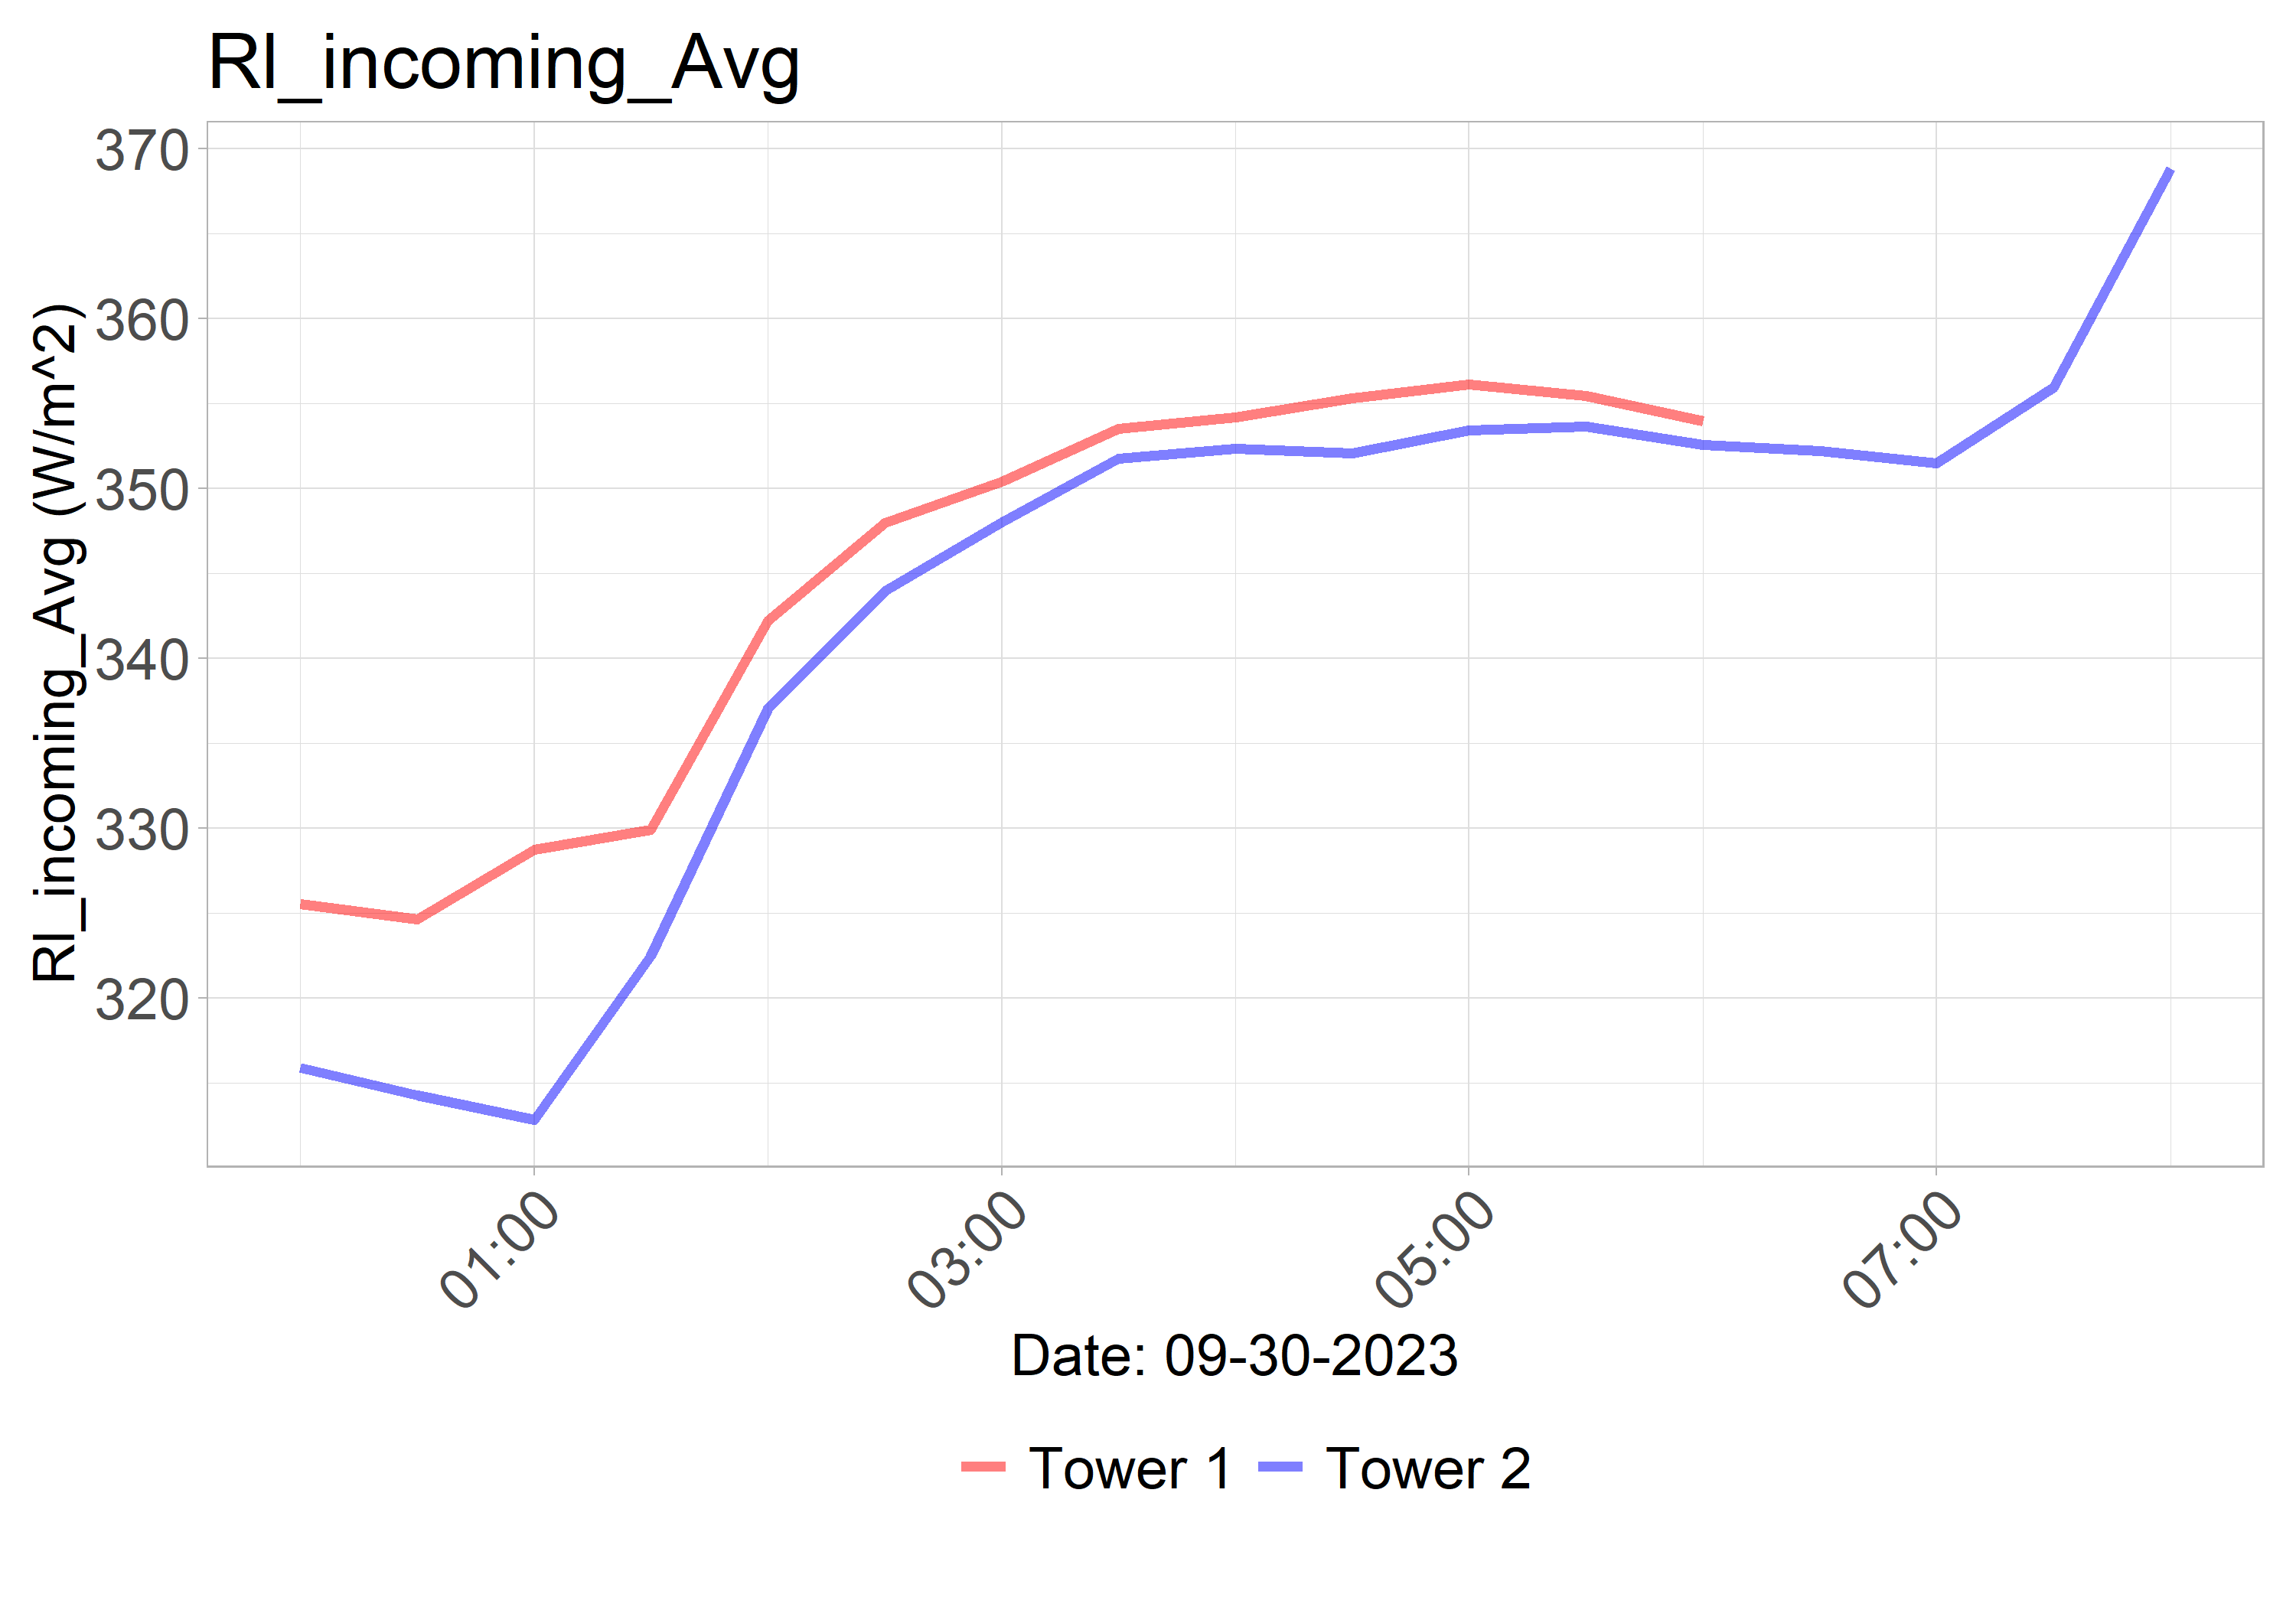 Rl_incoming_Avg
Rl_incoming_Avg (W/m^2)
370
360
350
340
330
320
01:00
03:00
05:00
07:00
Date: 09-30-2023
Tower 1
Tower 2